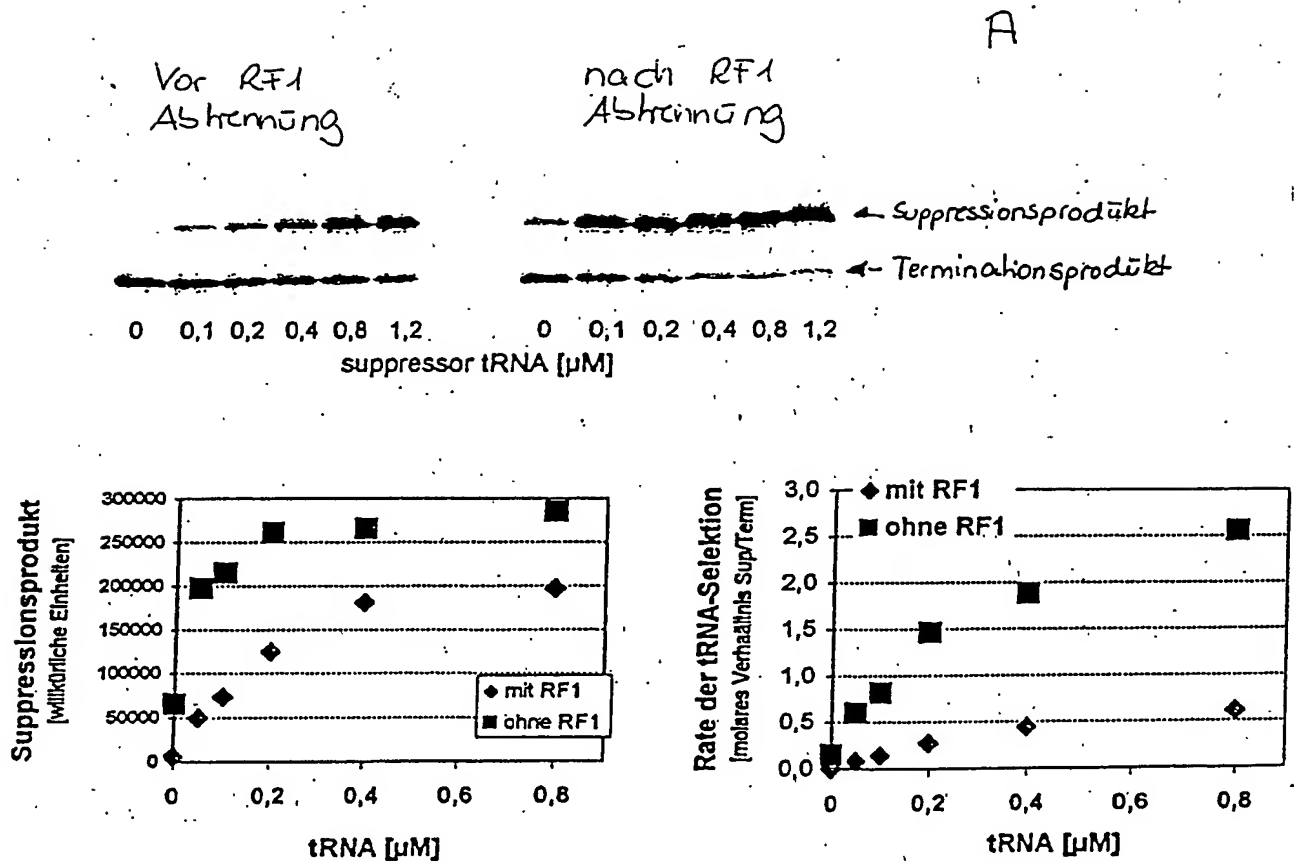 A
Vor RF1
Abtrennung
nach RF1
Abtrennung
Suppressionsprodukt
Terminationsprodukt
0 0,1 0,2 0,4 0,8 1,2
0 0,1 0,2 0,4 0,8 1,2
suppressor tRNA [µM]
Suppressionsprodukt
[willkürliche Einheiten]
300000
250000
200000
150000
100000
50000
0
mit RF1
ohne RF1
0 0,2 0,4 0,6 0,8
tRNA [µM]
Rate der tRNA-Selektion
[molares Verhaältnis Sup/Term]
3,0
2,5
2,0
1,5
1,0
0,5
0,0
mit RF1
ohne RF1
0 0,2 0,4 0,6 0,8
tRNA [µM]